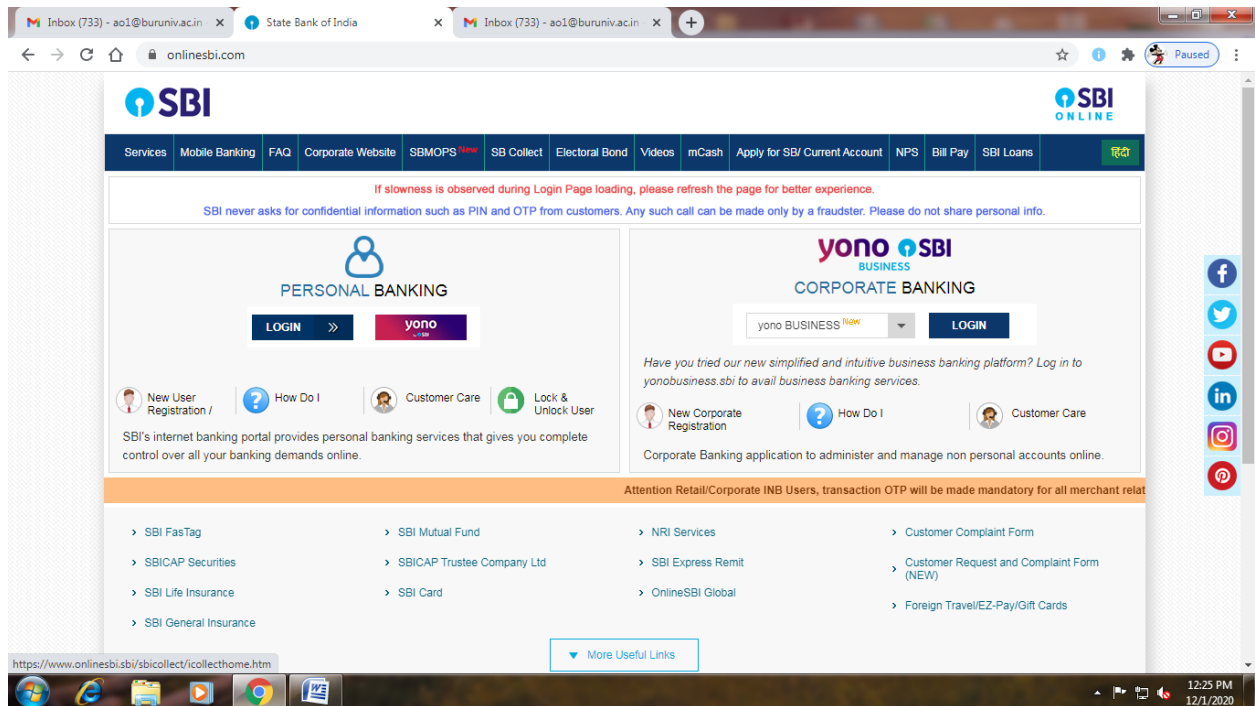 Inbox (733) - ao1@buruniv.ac.in
State Bank of India
Inbox (733) - ao1@buruniv.ac.in
onlinesbi.com
Paused
SBI
SBI
ONLINE
Services Mobile Banking FAQ Corporate Website SBMOPS New SB Collect Electoral Bond Videos mCash Apply for SB/ Current Account NPS Bill Pay SBI Loans हिंदी
If slowness is observed during Login Page loading, please refresh the page for better experience.
SBI never asks for confidential information such as PIN and OTP from customers. Any such call can be made only by a fraudster. Please do not share personal info.
PERSONAL BANKING
LOGIN
yono
SBI
New User
Registration /
How Do I
Customer Care
Lock &
Unlock User
SBI's internet banking portal provides personal banking services that gives you complete
control over all your banking demands online.
yono SBI
BUSINESS
CORPORATE BANKING
yono BUSINESS New
LOGIN
Have you tried our new simplified and intuitive business banking platform? Log in to
yonobusiness.sbi to avail business banking services.
New Corporate
Registration
How Do I
Customer Care
Corporate Banking application to administer and manage non personal accounts online.
Attention Retail/Corporate INB Users, transaction OTP will be made mandatory for all merchant relat
SBI FasTag
SBICAP Securities
SBI Life Insurance
SBI General Insurance
SBI Mutual Fund
SBICAP Trustee Company Ltd
SBI Card
NRI Services
SBI Express Remit
OnlineSBI Global
Customer Complaint Form
Customer Request and Complaint Form
(NEW)
Foreign Travel/EZ-Pay/Gift Cards
More Useful Links
https://www.onlinesbi.sbi/sbicollect/icollecthome.htm
12:25 PM
12/1/2020